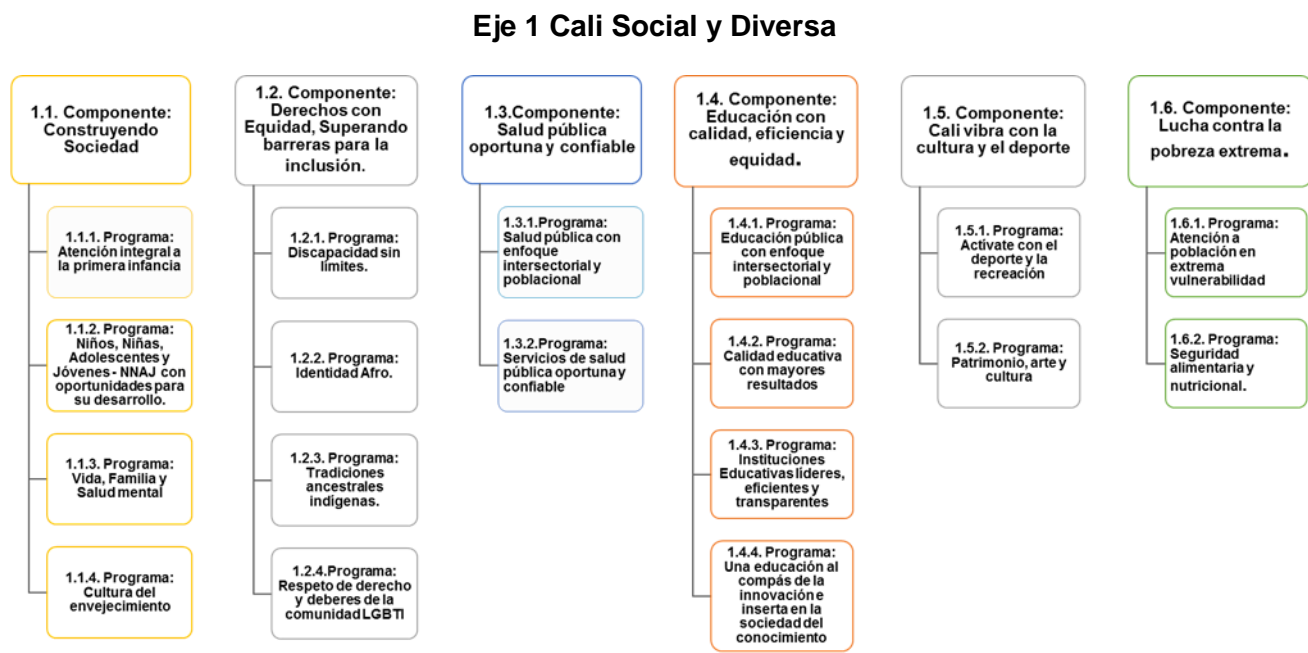 Eje 1 Cali Social y Diversa
1.1. Componente:
Construyendo
Sociedad
1.1.1. Programa:
Atención integral a
la primera infancia
1.1.2. Programa:
Niños, Niñas,
Adolescentes y
Jóvenes - NNAJ con
oportunidades para
su desarrollo.
1.1.3. Programa:
Vida, Familia y
Salud mental
1.1.4. Programa:
Cultura del
envejecimiento
1.2. Componente:
Derechos con
Equidad, Superando
barreras para la
inclusión.
1.2.1. Programa:
Discapacidad sin
límites.
1.2.2. Programa:
Identidad Afro.
1.2.3. Programa:
Tradiciones
ancestrales
indígenas.
1.2.4.Programa:
Respeto de derecho
y deberes de la
comunidad LGBTI
1.3.Componente:
Salud pública
oportuna y confiable
1.3.1.Programa:
Salud pública con
enfoque
intersectorial y
poblacional
1.3.2.Programa:
Servicios de salud
pública oportuna y
confiable
1.4. Componente:
Educación con
calidad, eficiencia y
equidad.
1.4.1. Programa:
Educación pública
con enfoque
intersectorial y
poblacional
1.4.2. Programa:
Calidad educativa
con mayores
resultados
1.4.3. Programa:
Instituciones
Educativas líderes,
eficientes y
transparentes
1.4.4. Programa:
Una educación al
compás de la
innovación e
inserta en la
sociedad del
conocimiento
1.5. Componente:
Cali vibra con la
cultura y el deporte
1.5.1. Programa:
Actívate con el
deporte y la
recreación
1.5.2. Programa:
Patrimonio, arte y
cultura
1.6. Componente:
Lucha contra la
pobreza extrema.
1.6.1. Programa:
Atención a
población en
extrema
vulnerabilidad
1.6.2. Programa:
Seguridad
alimentaria y
nutricional.